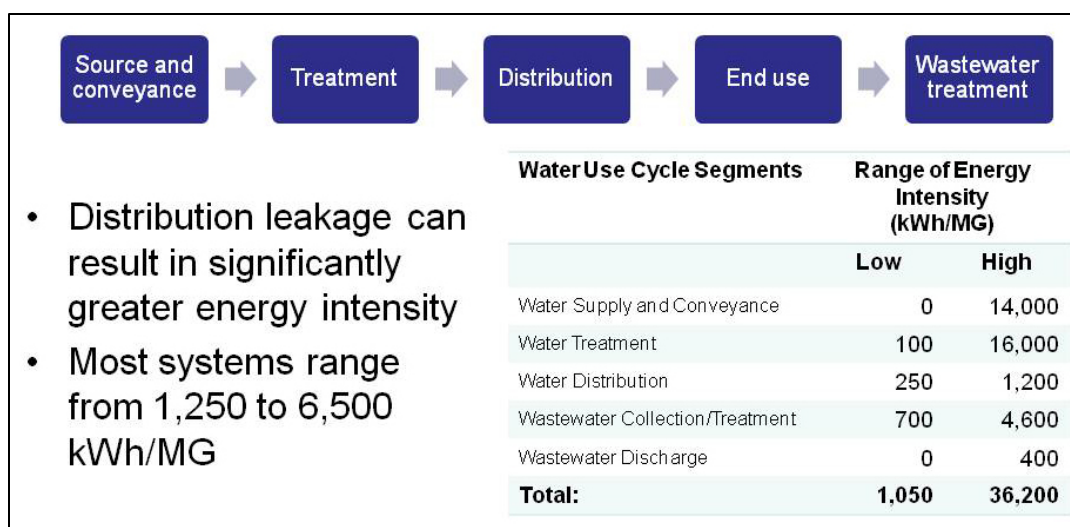 Source and
conveyance
Treatment
Distribution
End use
Wastewater
treatment
• Distribution leakage can
result in significantly
greater energy intensity
• Most systems range
from 1,250 to 6,500
kWh/MG
Water Use Cycle Segments Range of Energy
Intensity
(kWh/MG)
Low High
Water Supply and Conveyance 0 14,000
Water Treatment 100 16,000
Water Distribution 250 1,200
Wastewater Collection/Treatment 700 4,600
Wastewater Discharge 0 400
Total: 1,050 36,200